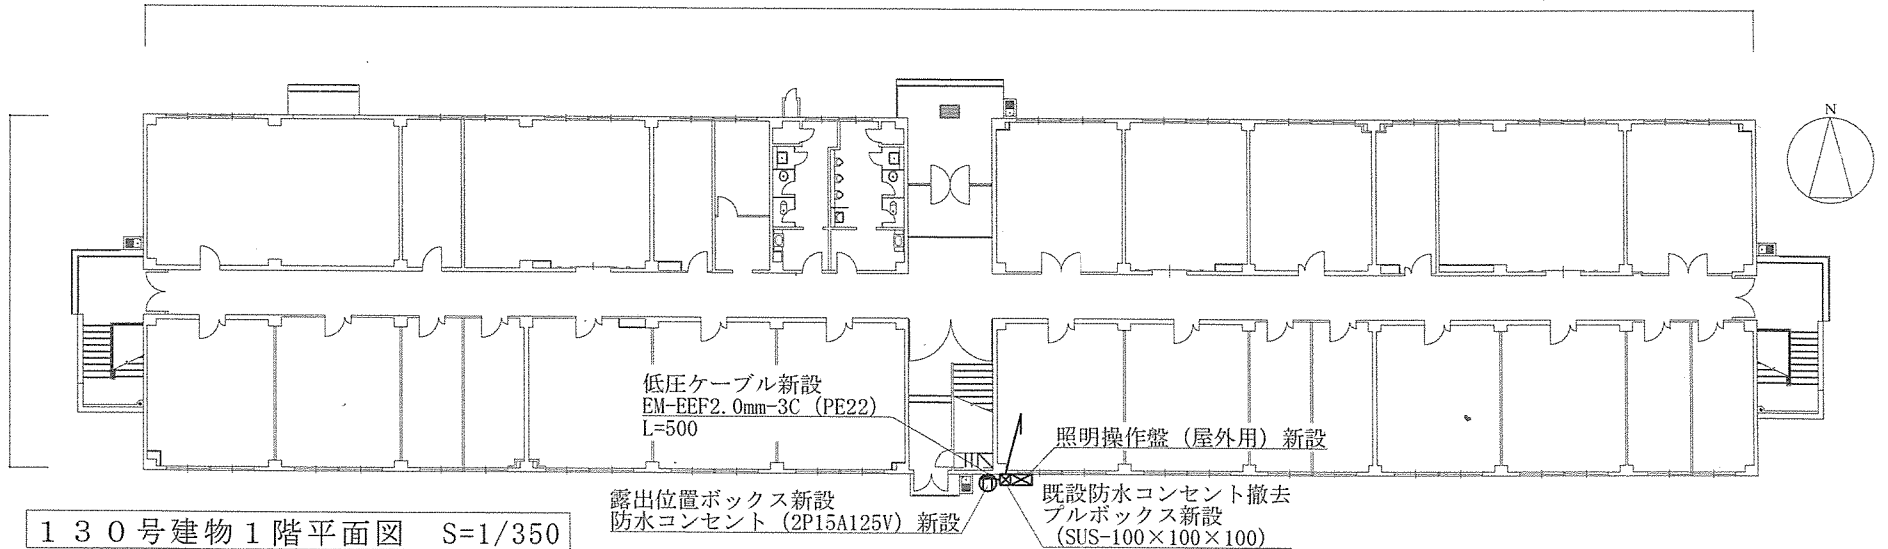 N
低圧ケーブル新設
EM-EEF2.0mm-3C (PE22)
L=500
照明操作盤（屋外用）新設
露出位置ボックス新設
防水コンセント（2P15A125V）新設
既設防水コンセント撤去
プルボックス新設
（SUS-100×100×100）
１３０号建物１階平面図　S=1/350